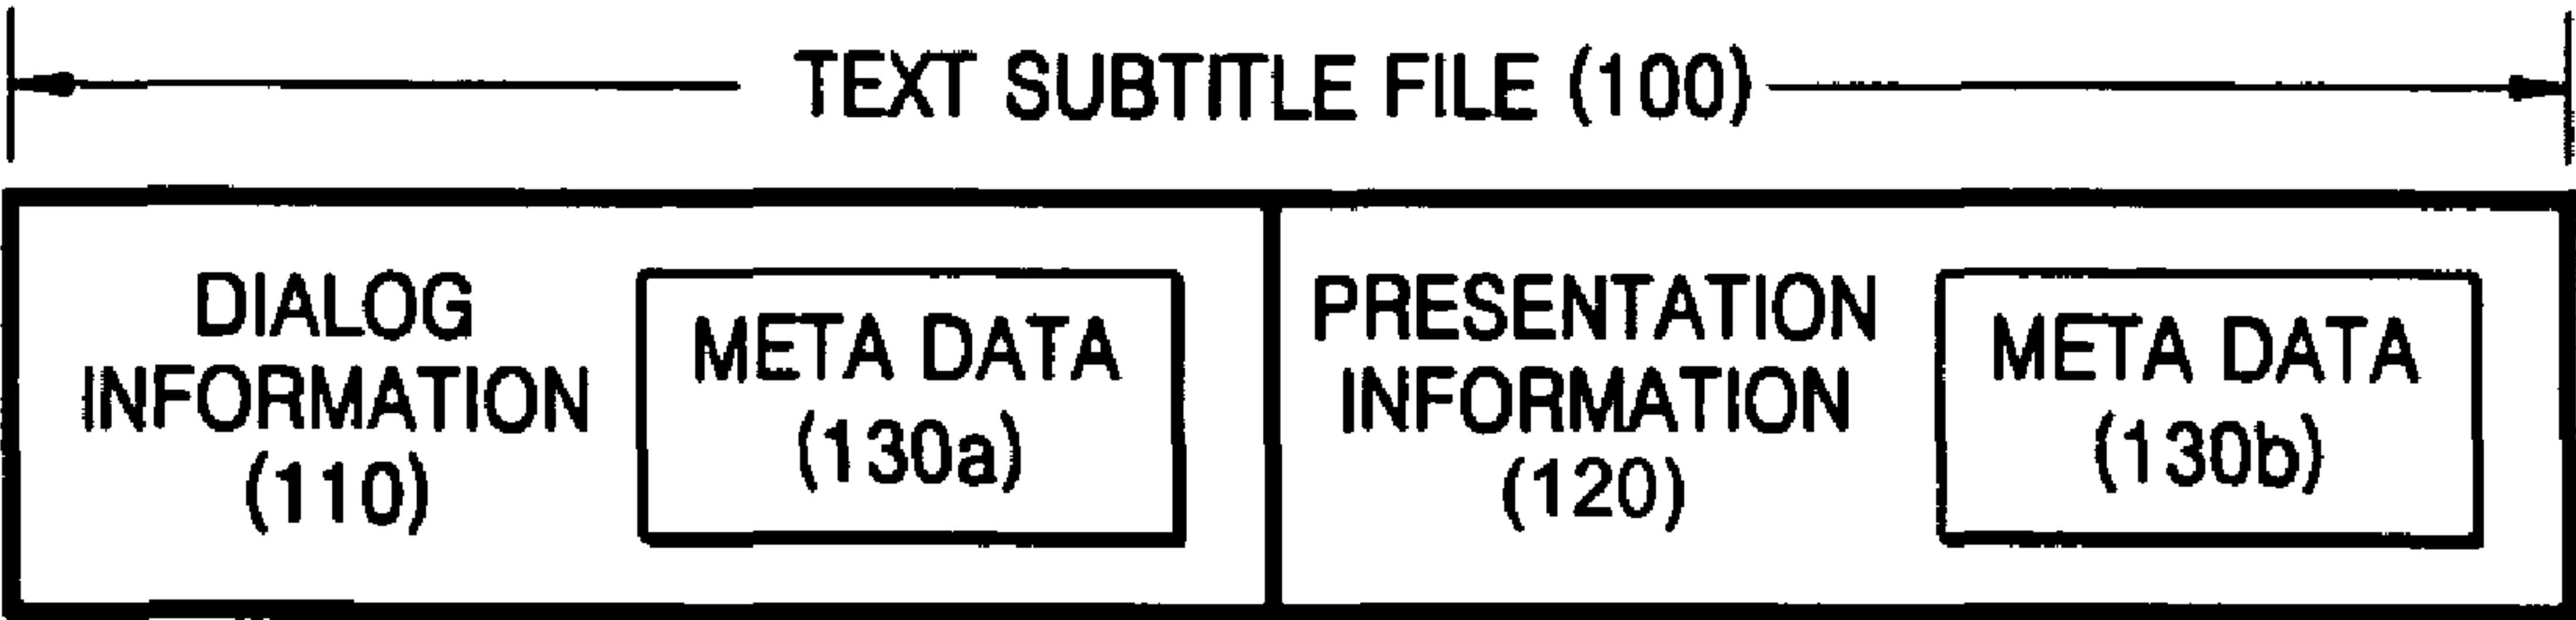 TEXT SUBTITLE FILE (100)
DIALOG
INFORMATION
(110)
META DATA
(130a)
PRESENTATION
INFORMATION
(120)
META DATA
(130b)